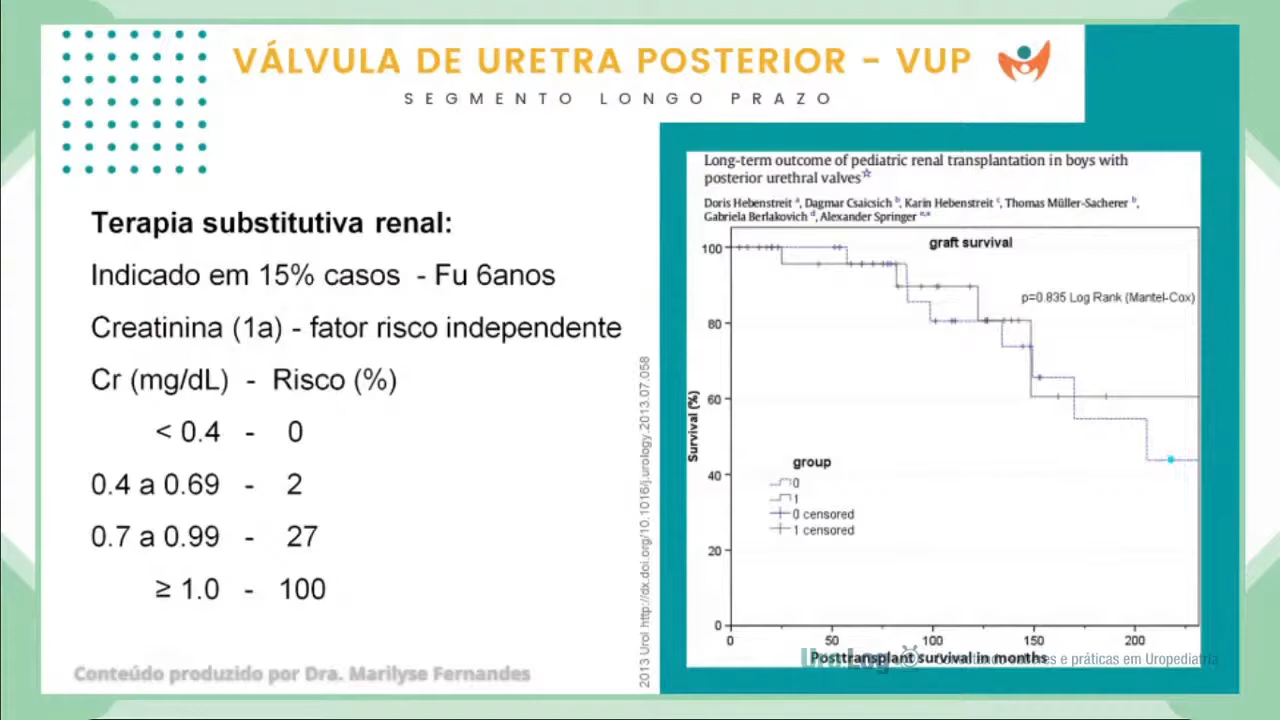 VÁLVULA DE URETRA POSTERIOR - VUP
SEGMENTO LONGO PRAZO
Terapia substitutiva renal:
Indicado em 15% casos - Fu 6anos
Creatinina (1a) - fator risco independente
Cr (mg/dL) - Risco (%)
< 0.4 - 0
0.4 a 0.69 - 2
0.7 a 0.99 - 27
≥ 1.0 - 100
Conteúdo produzido por Dra. Marilyse Fernandes
2013 Urol http://dx.doi.org/10.1016/j.urology.2013.07.058
Long-term outcome of pediatric renal transplantation in boys with
posterior urethral valves☆
Doris Hebenstreit a, Dagmar Csaicsich b, Karin Hebenstreit c, Thomas Müller-Sacherer b,
Gabriela Berlakovich d, Alexander Springer
graft survival
p=0.835 Log Rank (Mantel-Cox)
Survival (%)
100
80
60
40
20
0
group
0
1
0 censored
1 censored
0 50 100 150 200
Posttransplant survival in months
e práticas em Uropediatria